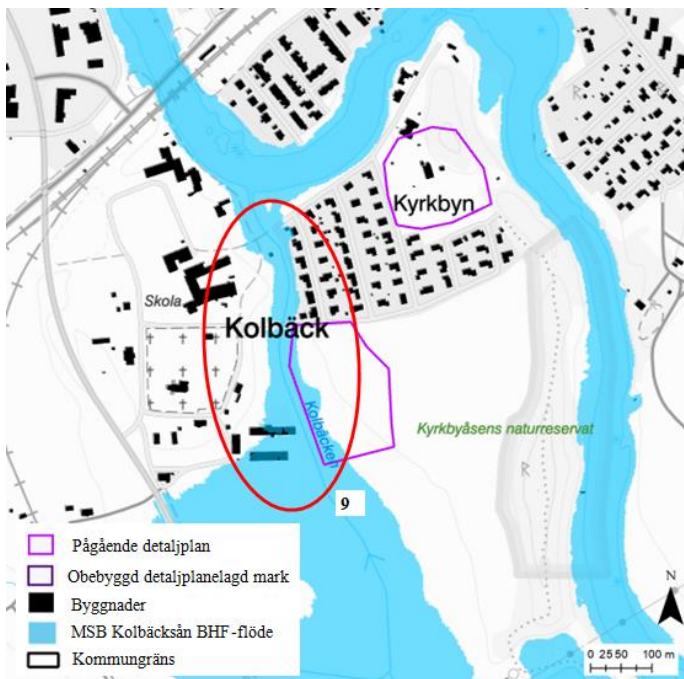 Kyrkbyn
Skola
Kolbäck
Kolbäcken
Kyrkbyåsens naturreservat
R
R
R
R
9
Pågående detaljplan
Obebyggd detaljplanelagd mark
Byggnader
MSB Kolbäcksån BHF-flöde
Kommungräns
N
0 25 50 100 m